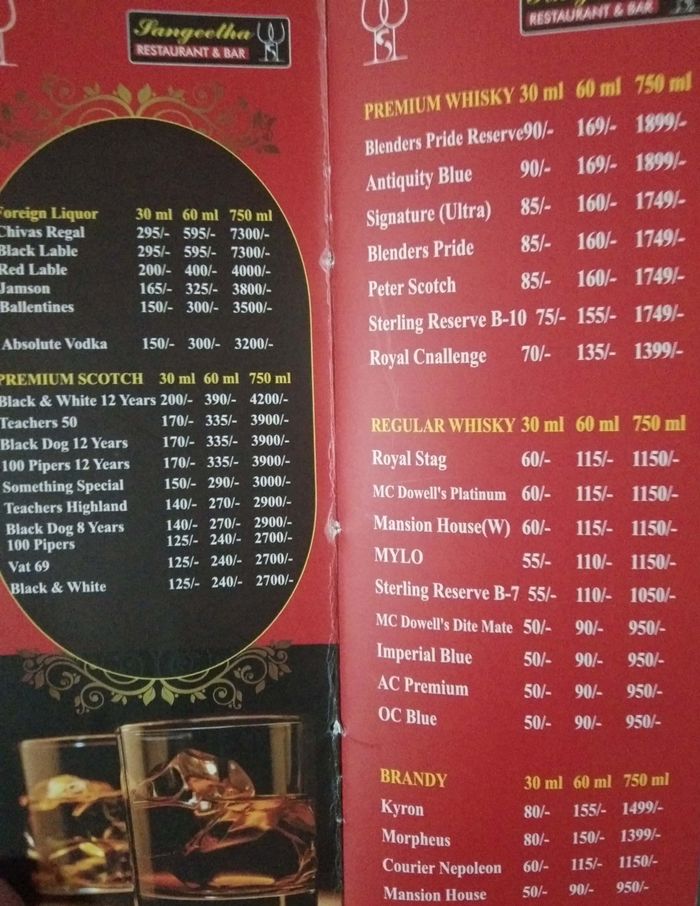 Sangeetha
RESTAURANT & BAR
Foreign Liquor 30 ml 60 ml 750 ml
Chivas Regal 295/- 595/- 7300/-
Black Lable 295/- 595/- 7300/-
Red Lable 200/- 400/- 4000/-
Jamson 165/- 325/- 3800/-
Ballentines 150/- 300/- 3500/-
Absolute Vodka 150/- 300/- 3200/-
PREMIUM SCOTCH 30 ml 60 ml 750 ml
Black & White 12 Years 200/- 390/- 4200/-
Teachers 50 170/- 335/- 3900/-
Black Dog 12 Years 170/- 335/- 3900/-
100 Pipers 12 Years 170/- 335/- 3900/-
Something Special 150/- 290/- 3000/-
Teachers Highland 140/- 270/- 2900/-
Black Dog 8 Years 140/- 270/- 2900/-
100 Pipers 125/- 240/- 2700/-
Vat 69 125/- 240/- 2700/-
Black & White 125/- 240/- 2700/-
RESTAURANT & BAR
PREMIUM WHISKY 30 ml 60 ml 750 ml
Blenders Pride Reserve 90/- 169/- 1899/-
Antiquity Blue 90/- 169/- 1899/-
Signature (Ultra) 85/- 160/- 1749/-
Blenders Pride 85/- 160/- 1749/-
Peter Scotch 85/- 160/- 1749/-
Sterling Reserve B-10 75/- 155/- 1749/-
Royal Cnallenge 70/- 135/- 1399/-
REGULAR WHISKY 30 ml 60 ml 750 ml
Royal Stag 60/- 115/- 1150/-
MC Dowell's Platinum 60/- 115/- 1150/-
Mansion House(W) 60/- 115/- 1150/-
MYLO 55/- 110/- 1150/-
Sterling Reserve B-7 55/- 110/- 1050/-
MC Dowell's Dite Mate 50/- 90/- 950/-
Imperial Blue 50/- 90/- 950/-
AC Premium 50/- 90/- 950/-
OC Blue 50/- 90/- 950/-
BRANDY 30 ml 60 ml 750 ml
Kyron 80/- 155/- 1499/-
Morpheus 80/- 150/- 1399/-
Courier Nepoleon 60/- 115/- 1150/-
Mansion House 50/- 90/- 950/-